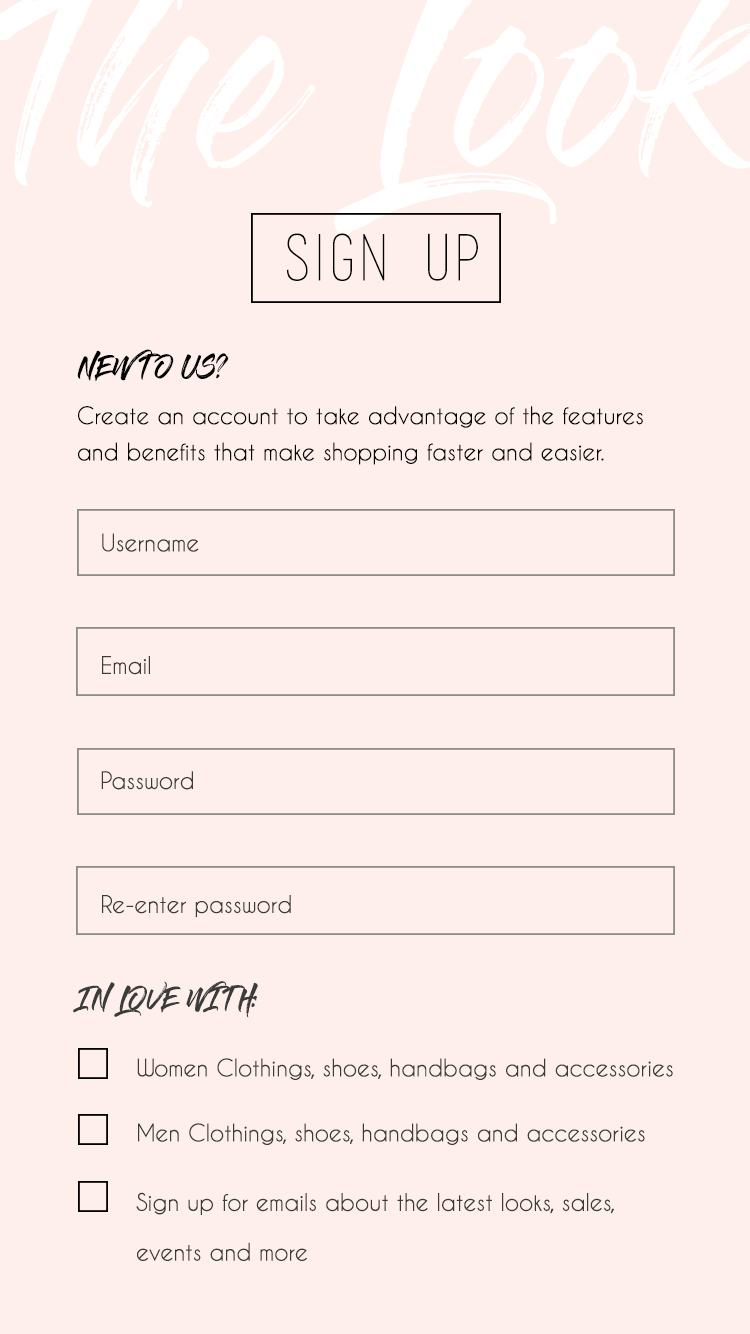 The Look
SIGN UP
NEW TO US?
Create an account to take advantage of the features
and benefits that make shopping faster and easier.
Username
Email
Password
Re-enter password
IN LOVE WITH:
Women Clothings, shoes, handbags and accessories
Men Clothings, shoes, handbags and accessories
Sign up for emails about the latest looks, sales,
events and more